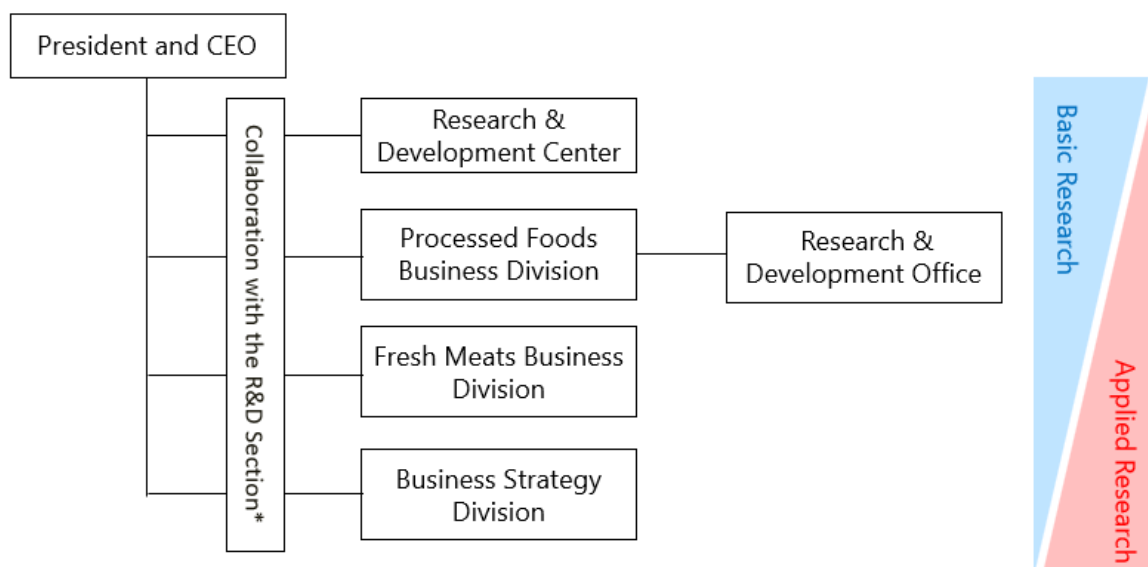 President and CEO
Collaboration with the R&D Section*
Research &
Development Center
Processed Foods
Business Division
Research &
Development Office
Fresh Meats Business
Division
Business Strategy
Division
Basic Research
Applied Research